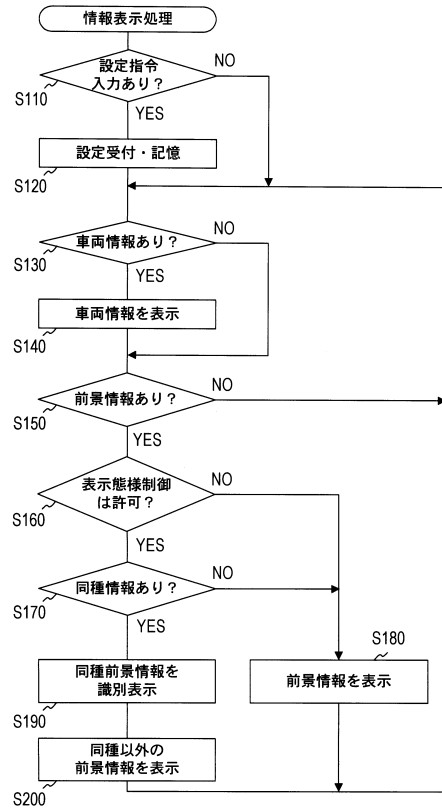 情報表示処理
設定指令
入力あり？
NO
S110
YES
設定受付・記憶
S120
車両情報あり？
NO
S130
YES
車両情報を表示
S140
前景情報あり？
NO
S150
YES
表示態様制御
は許可？
NO
S160
YES
同種情報あり？
NO
S170
YES
S180
同種前景情報を
識別表示
前景情報を表示
S190
同種以外の
前景情報を表示
S200